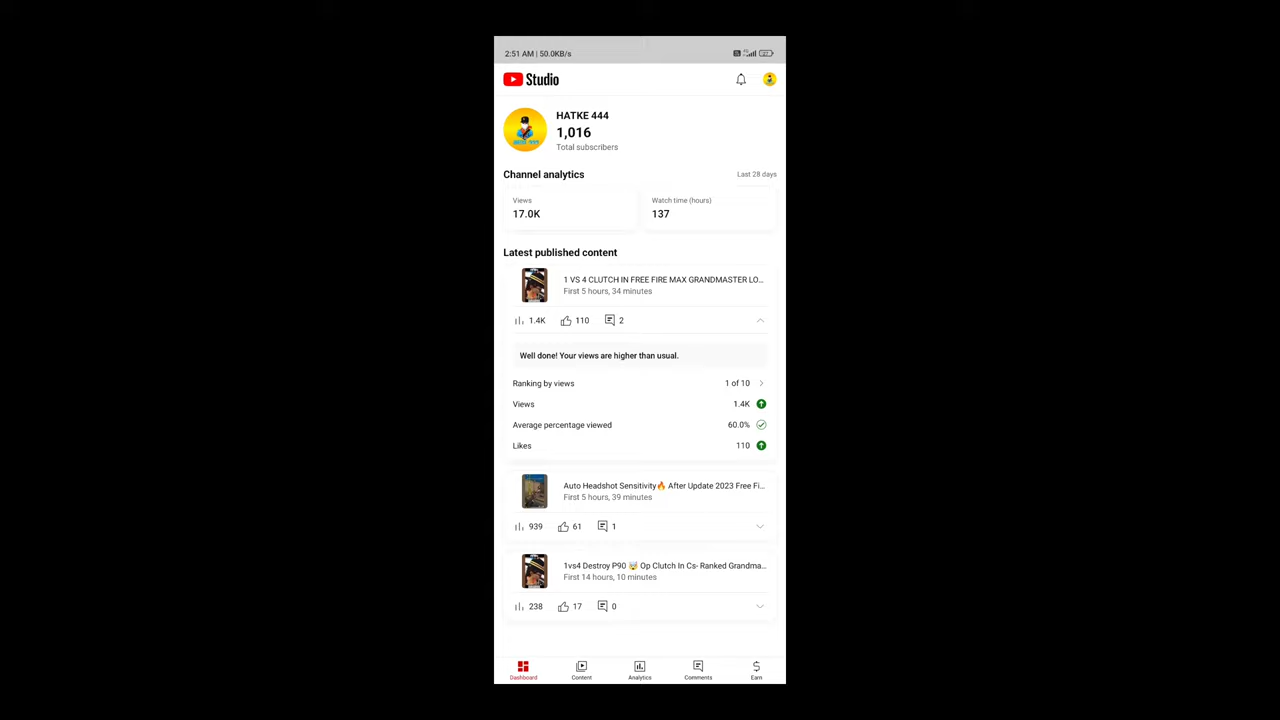 2:51 AM | 50.0KB/s
Studio
HATKE 444
1,016
Total subscribers
Channel analytics
Last 28 days
Views
Watch time (hours)
17.0K
137
Latest published content
1 VS 4 CLUTCH IN FREE FIRE MAX GRANDMASTER LO...
First 5 hours, 34 minutes
1.4K 110 2
Well done! Your views are higher than usual.
Ranking by views 1 of 10
Views 1.4K
Average percentage viewed 60.0%
Likes 110
Auto Headshot Sensitivity🔥 After Update 2023 Free Fi...
First 5 hours, 39 minutes
939 61 1
1vs4 Destroy P90 🤯 Op Clutch In Cs- Ranked Grandma...
First 14 hours, 10 minutes
238 17 0
Dashboard Content Analytics Comments Earn